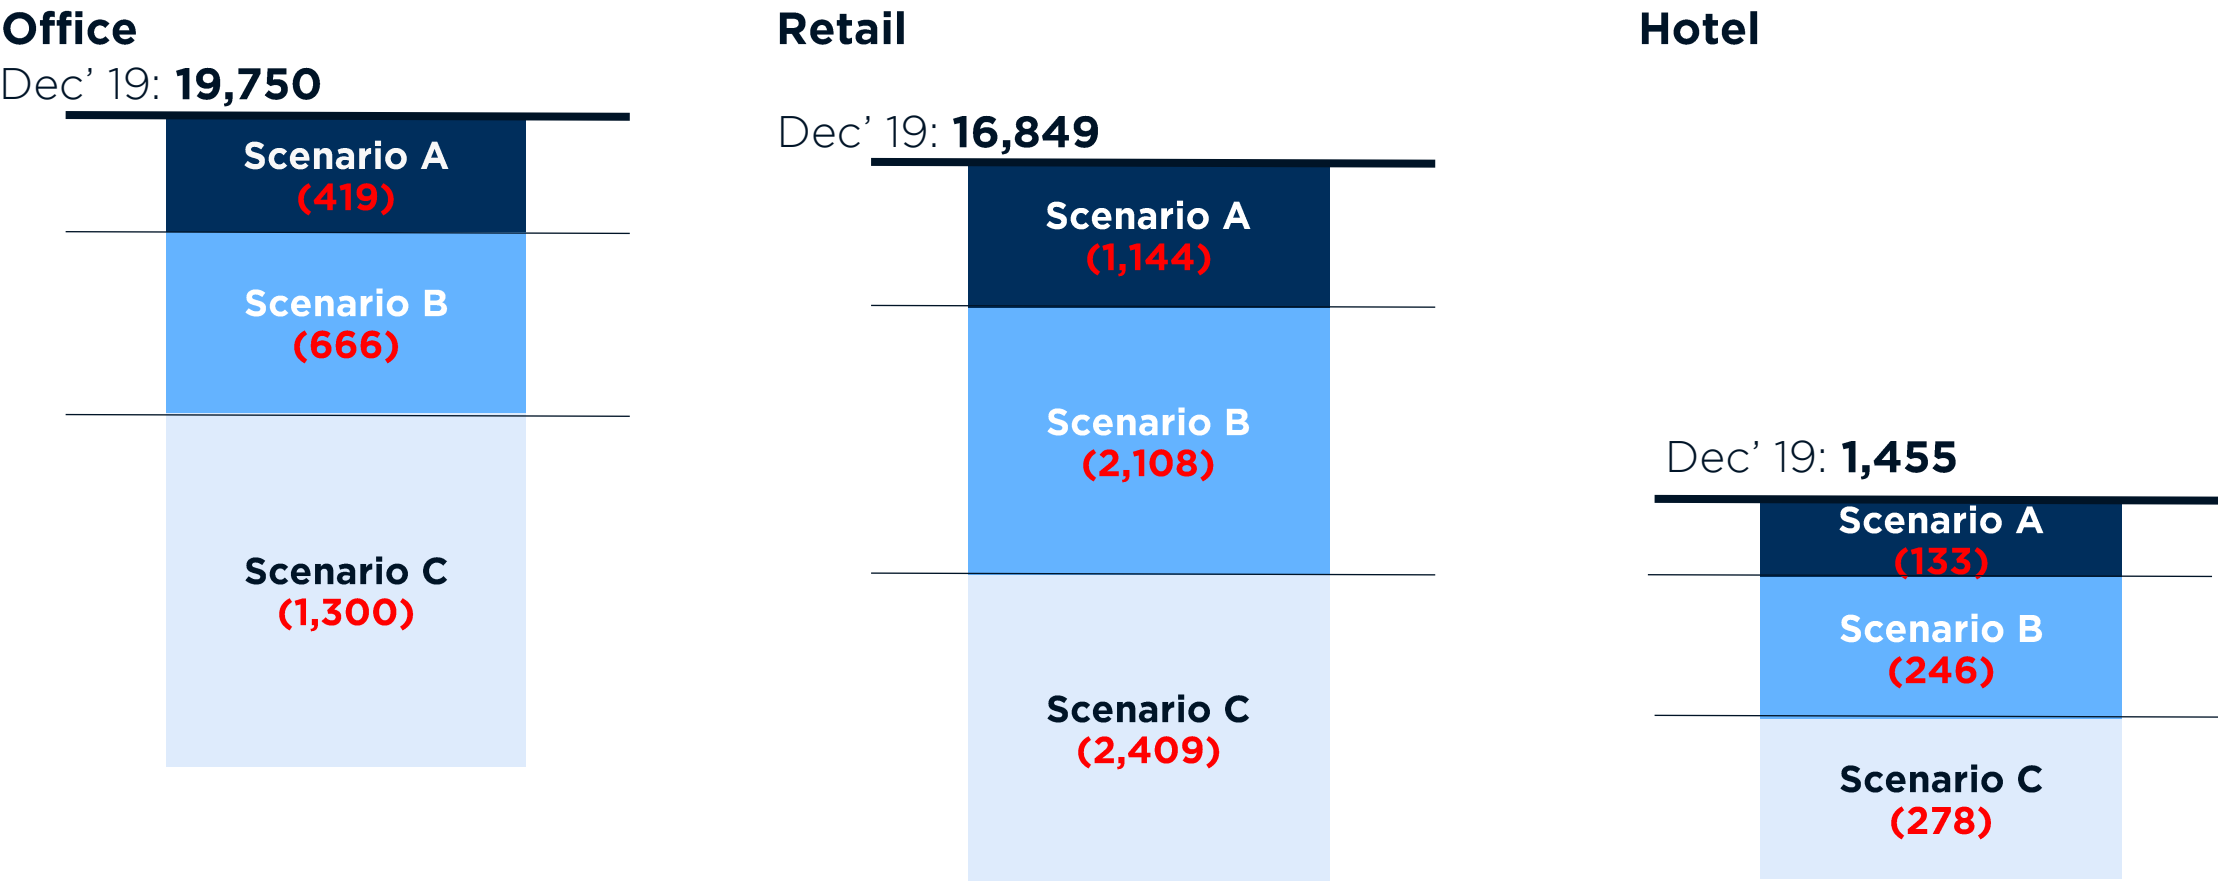 Office
Dec’ 19: 19,750
Scenario A
(419)
Scenario B
(666)
Scenario C
(1,300)
Retail
Dec’ 19: 16,849
Scenario A
(1,144)
Scenario B
(2,108)
Scenario C
(2,409)
Hotel
Dec’ 19: 1,455
Scenario A
(133)
Scenario B
(246)
Scenario C
(278)